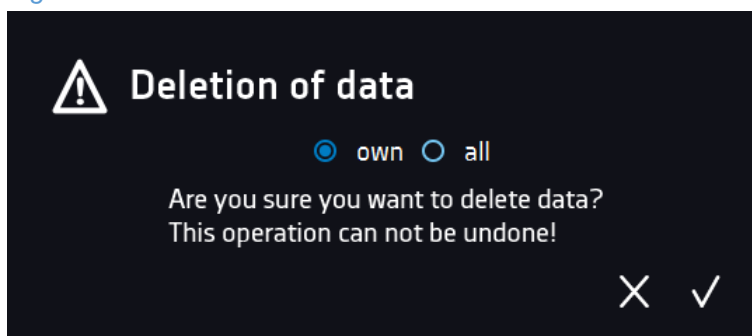 Deletion of data
own all
Are you sure you want to delete data?
This operation can not be undone!